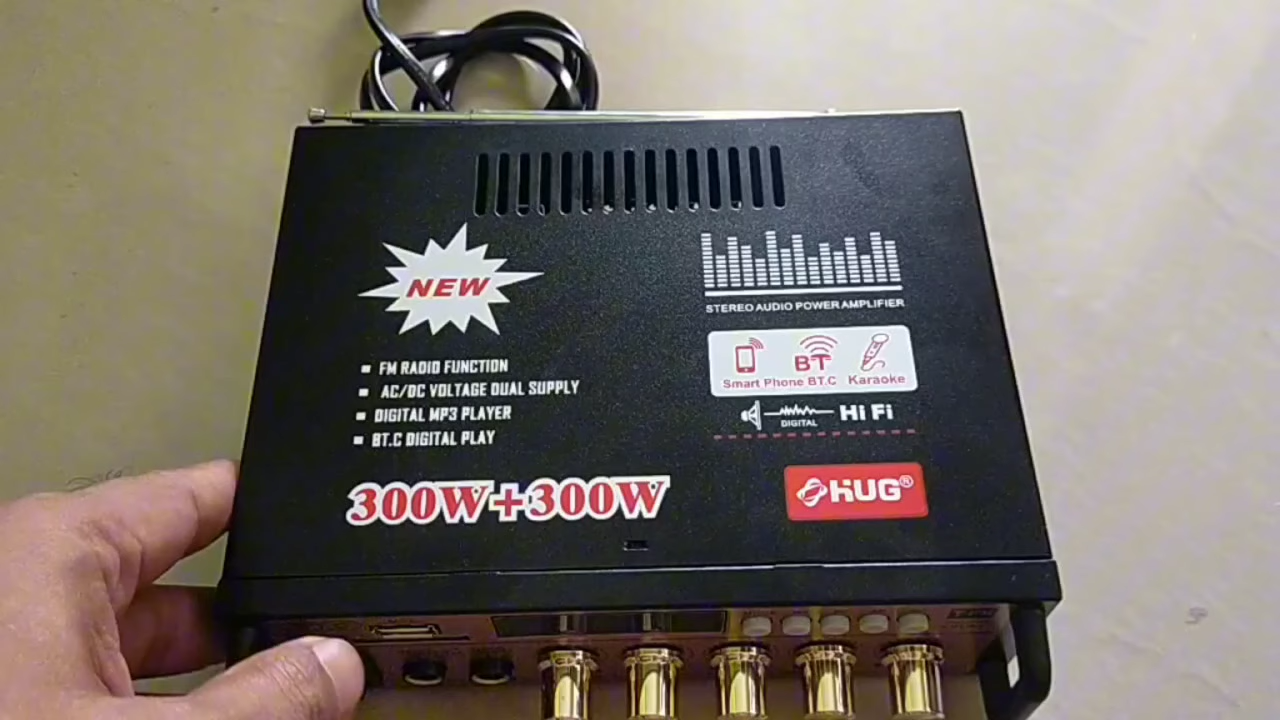 NEW
FM RADIO FUNCTION
AC/DC VOLTAGE DUAL SUPPLY
DIGITAL MP3 PLAYER
BT.C DIGITAL PLAY
300W+300W
STEREO AUDIO POWER AMPLIFIER
BT
Smart Phone BT.C Karaoke
DIGITAL
Hi Fi
HUG®